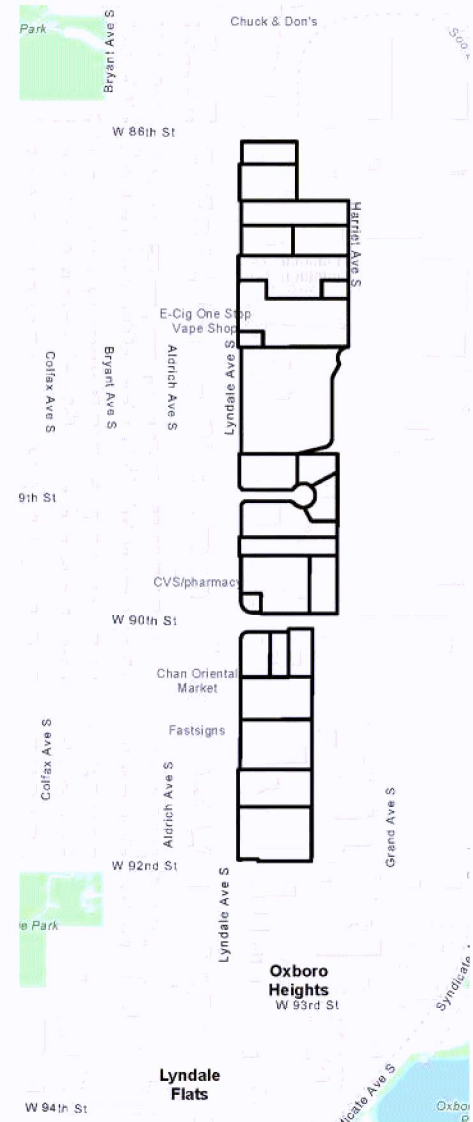 Chuck & Don's
Park
Bryant Ave S
Soo L
W 86th St
Harriet Ave S
E-Cig One Stop
Vape Shop
Lyndale Ave S
Colfax Ave S
Bryant Ave S
Aldrich Ave S
9th St
CVS/pharmacy
W 90th St
Chan Oriental
Market
Fastsigns
Colfax Ave S
Aldrich Ave S
Grand Ave S
W 92nd St
Lyndale Ave S
e Park
Oxboro
Heights
W 93rd St
Syndicate
Lyndale
Flats
dicate Ave S
W 94th St
Oxbo
P